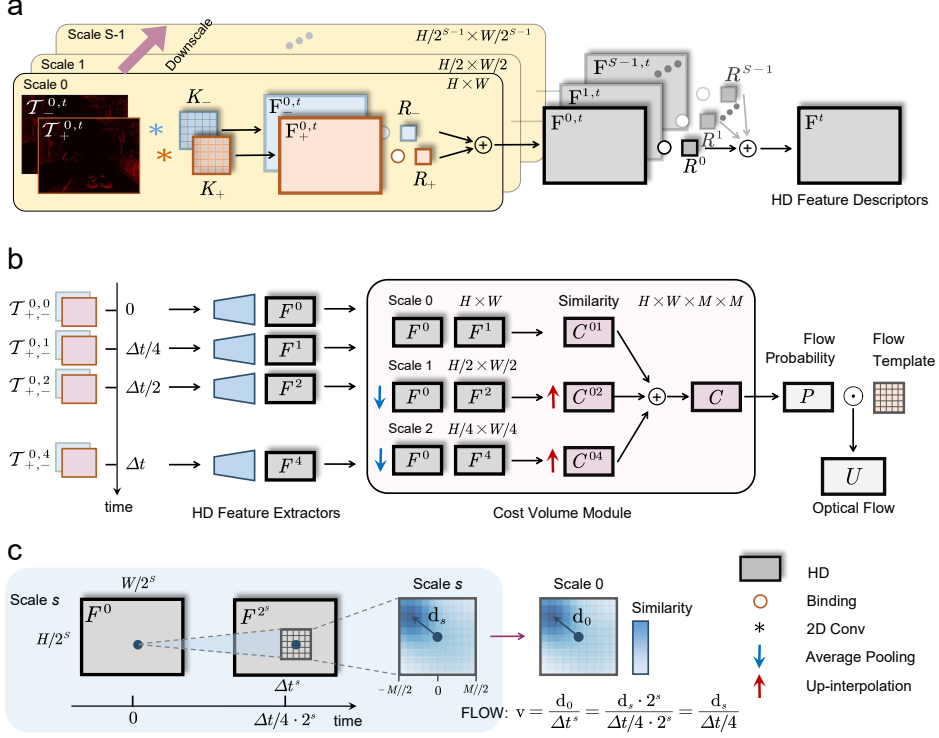 a
Scale S-1
H/2^{S−1} × W/2^{S−1}
Downscale
Scale 1
H/2 × W/2
Scale 0
H × W
𝒯_−^{0,t}
𝒯_+^{0,t}
*
*
K_−
K_+
F_−^{0,t}
F_+^{0,t}
R_−
R_+
+
F^{S−1,t}
F^{1,t}
F^{0,t}
R^{S−1}
R^1
R^0
+
F^t
HD Feature Descriptors
b
𝒯_{+,−}^{0,0}
0
F^0
𝒯_{+,−}^{0,1}
Δt/4
F^1
𝒯_{+,−}^{0,2}
Δt/2
F^2
𝒯_{+,−}^{0,4}
Δt
F^4
time
HD Feature Extractors
Scale 0
H × W
Similarity
H × W × M × M
F^0
F^1
C^{01}
Scale 1
H/2 × W/2
F^0
F^2
C^{02}
+
C
Scale 2
H/4 × W/4
F^0
F^4
C^{04}
Cost Volume Module
Flow
Probability
P
Flow
Template
U
Optical Flow
c
Scale s
W/2^S
H/2^S
F^0
F^{2^s}
Δt^s
0
Δt/4 · 2^s
time
Scale s
d_s
−M//2
0
M//2
Scale 0
d_0
Similarity
FLOW: v = d_0/Δt^s = d_s · 2^s/Δt/4 · 2^s = d_s/Δt/4
HD
Binding
* 2D Conv
Average Pooling
Up-interpolation